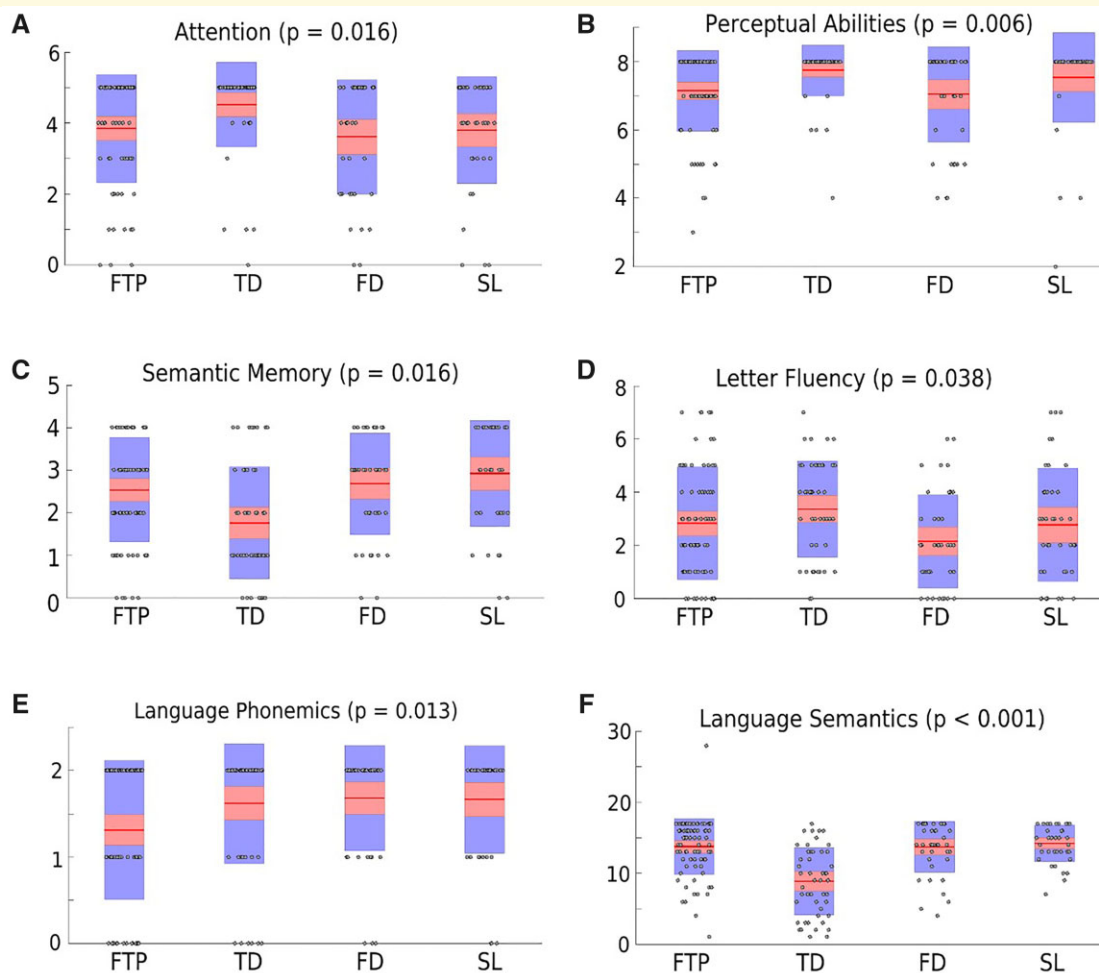 A
Attention (p = 0.016)
6
4
2
0
FTP TD FD SL
B
Perceptual Abilities (p = 0.006)
8
6
4
2
FTP TD FD SL
C
Semantic Memory (p = 0.016)
5
4
3
2
1
0
FTP TD FD SL
D
Letter Fluency (p = 0.038)
8
6
4
2
0
FTP TD FD SL
E
Language Phonemics (p = 0.013)
2
1
0
FTP TD FD SL
F
Language Semantics (p < 0.001)
30
20
10
0
FTP TD FD SL